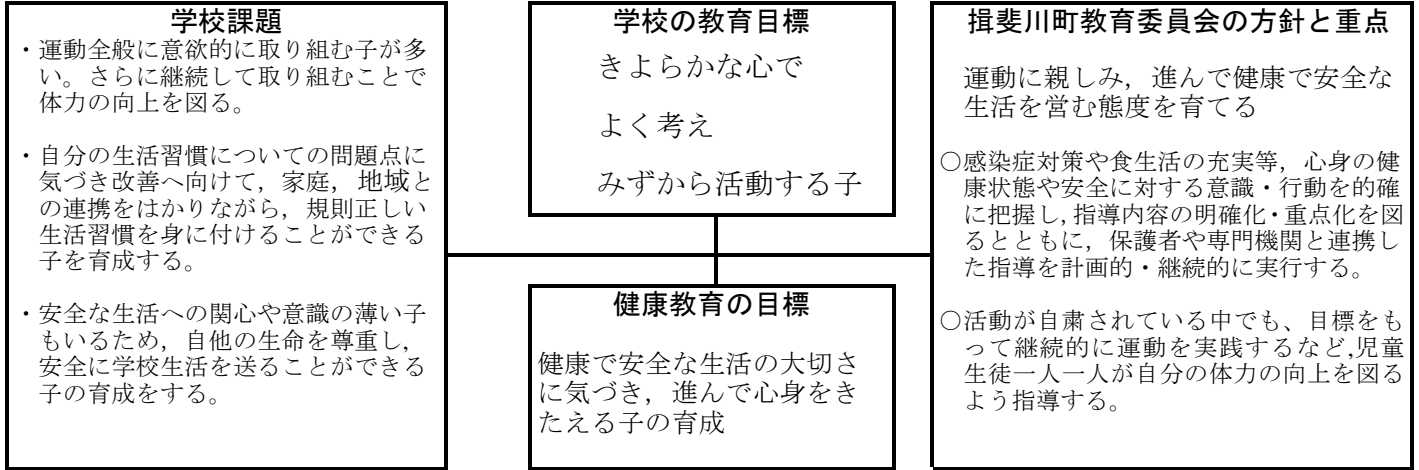 学校課題
・運動全般に意欲的に取り組む子が多
い。さらに継続して取り組むことで
体力の向上を図る。
・自分の生活習慣についての問題点に
気づき改善へ向けて，家庭，地域と
の連携をはかりながら，規則正しい
生活習慣を身に付けることができる
子を育成する。
・安全な生活への関心や意識の薄い子
もいるため，自他の生命を尊重し，
安全に学校生活を送ることができる
子の育成をする。
学校の教育目標
きよらかな心で
よく考え
みずから活動する子
健康教育の目標
健康で安全な生活の大切さ
に気づき，進んで心身をき
たえる子の育成
揖斐川町教育委員会の方針と重点
運動に親しみ，進んで健康で安全な
生活を営む態度を育てる
○感染症対策や食生活の充実等，心身の健
康状態や安全に対する意識・行動を的確
に把握し,指導内容の明確化・重点化を図
るとともに，保護者や専門機関と連携し
た指導を計画的・継続的に実行する。
○活動が自粛されている中でも、目標をも
って継続的に運動を実践するなど,児童
生徒一人一人が自分の体力の向上を図る
よう指導する。